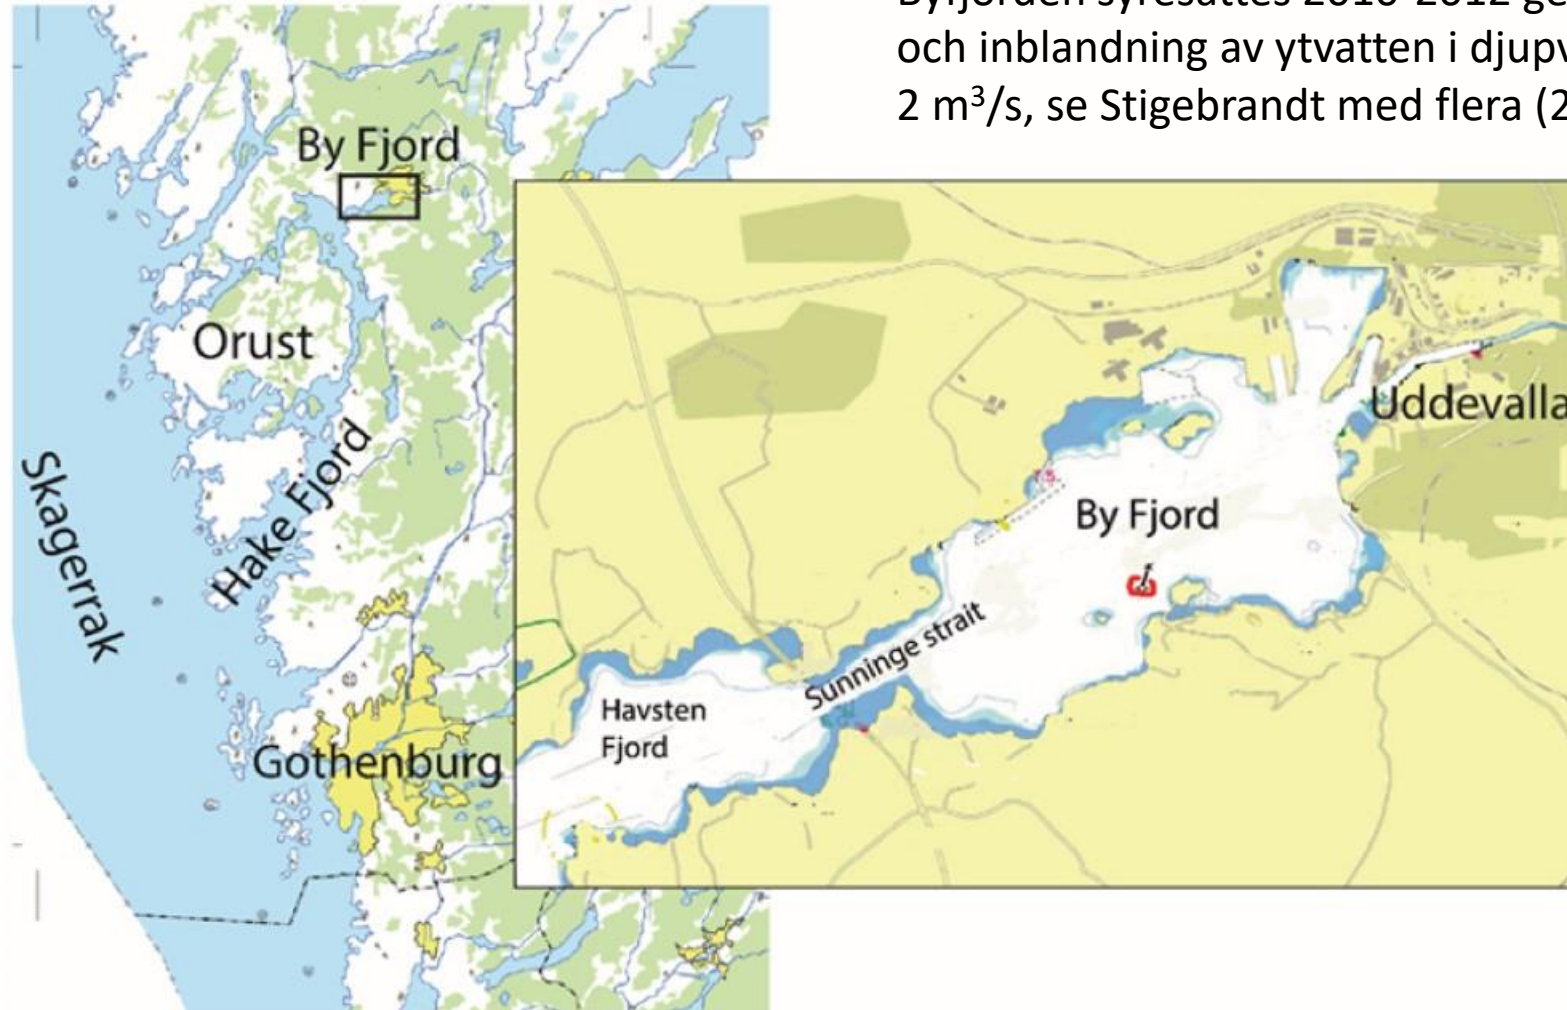 Byfjorden syresattes 2010-2012 ge
och inblandning av ytvatten i djupv
2 m³/s, se Stigebrandt med flera (2
By Fjord
Orust
Hake Fjord
Skagerrak
Gothenburg
Uddevalla
By Fjord
Sunninge strait
Havsten
Fjord